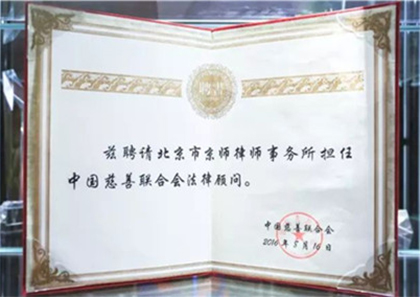 聘书
兹聘请北京市京师律师事务所担任
中国慈善联合会法律顾问。
中国慈善联合会
2016年5月16日